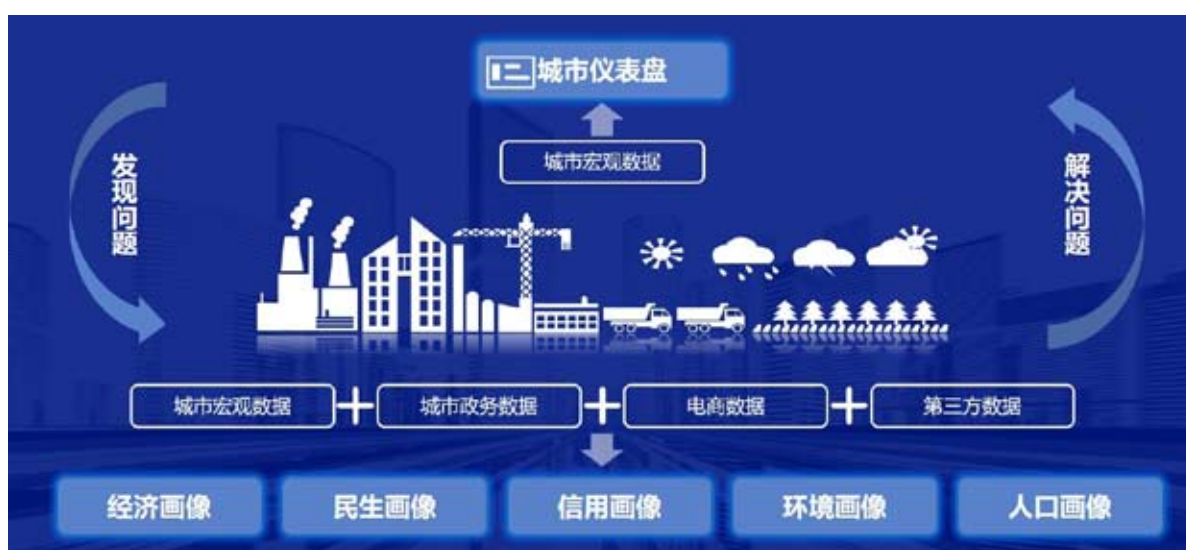 城市仪表盘
城市宏观数据
发现问题
解决问题
城市宏观数据
城市政务数据
电商数据
第三方数据
经济画像
民生画像
信用画像
环境画像
人口画像